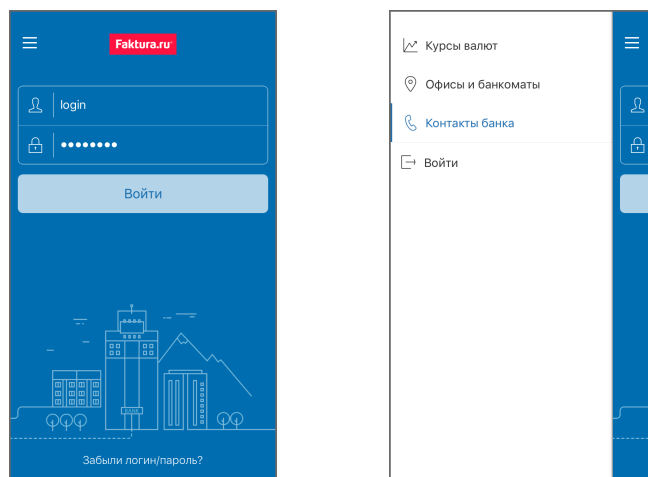 Faktura.ru
login
Войти
BANK
Забыли логин/пароль?
Курсы валют
Офисы и банкоматы
Контакты банка
Войти